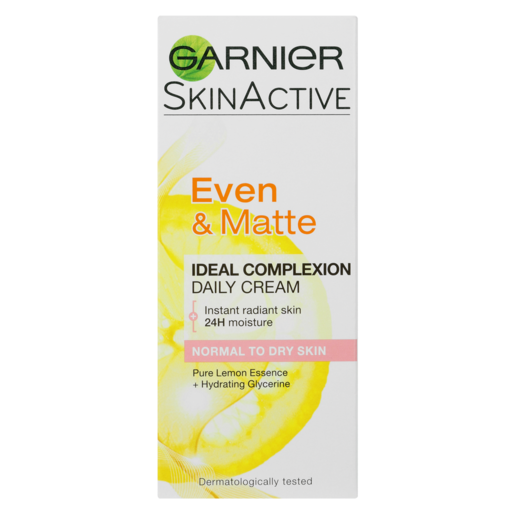 GARNIER
SKINACTIVE
Even
& Matte
IDEAL COMPLEXION
DAILY CREAM
Instant radiant skin
24H moisture
NORMAL TO DRY SKIN
Pure Lemon Essence
+ Hydrating Glycerine
Dermatologically tested